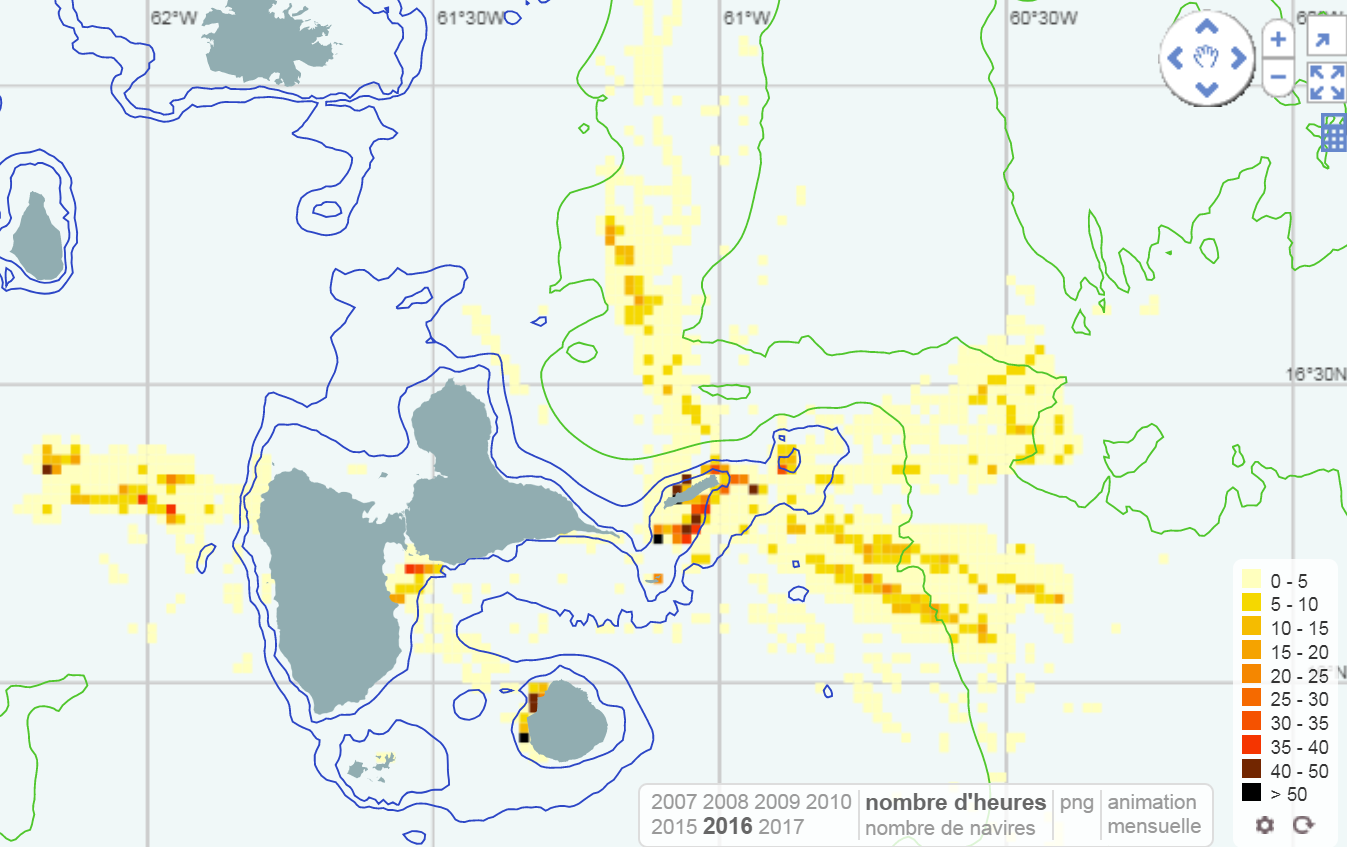 62°W 61°30W 61°W 60°30W
16°30N
0 - 5
5 - 10
10 - 15
15 - 20
20 - 25
25 - 30
30 - 35
35 - 40
40 - 50
> 50
2007 2008 2009 2010 nombre d'heures png animation
2015 2016 2017 nombre de navires mensuelle